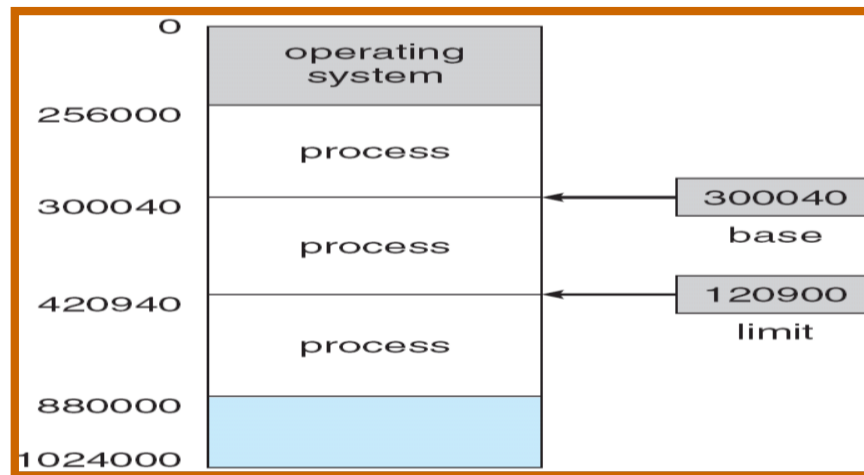 0
operating
system
256000
process
300040
300040
base
process
420940
120900
limit
process
880000
1024000